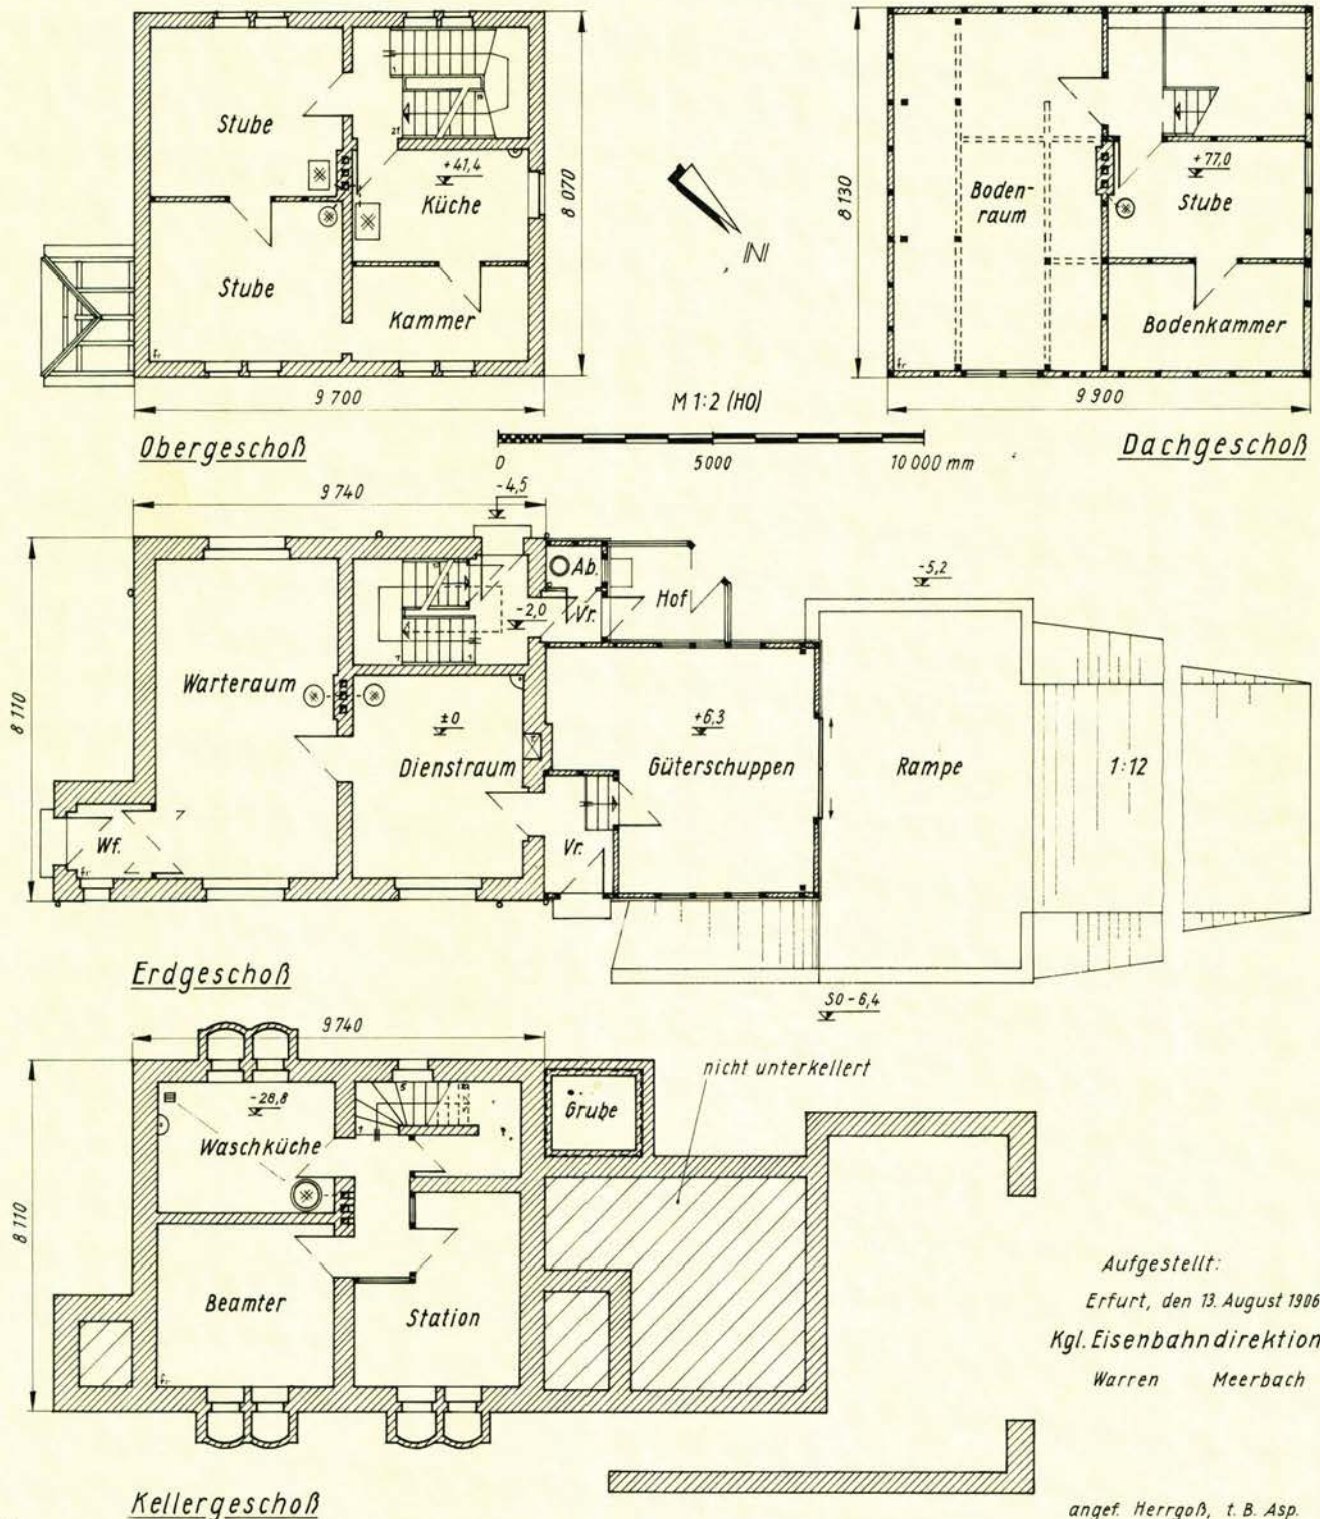 Stube
+41,4
Küche
8 070
Stube
Kammer
9 700
Obergeschoß
N
M 1:2 (H0)
0 5000 10 000 mm
8 130
Boden-
raum
+77,0
Stube
Bodenkammer
9 900
Dachgeschoß
9 740
-4,5
Ab.
Hof
-2,0
Vr.
-5,2
8 110
Warteraum
±0
Dienstraum
+6,3
Güterschuppen
Rampe
1:12
Wf.
Vr.
Erdgeschoß
SO-6,4
9 740
nicht unterkellert
-28,8
Waschküche
Grube
8 110
Beamter
Station
Kellergeschoß
Aufgestellt:
Erfurt, den 13. August 1906
Kgl. Eisenbahndirektion
Warren Meerbach
angef. Herrgoß, t. B. Asp.